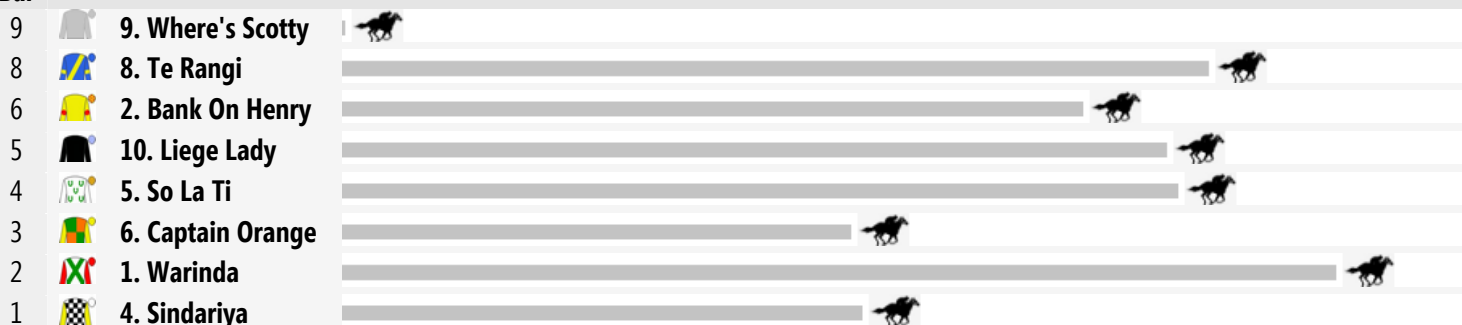 9 9. Where's Scotty
8 8. Te Rangi
6 2. Bank On Henry
5 10. Liege Lady
4 5. So La Ti
3 6. Captain Orange
2 1. Warinda
1 4. Sindariya